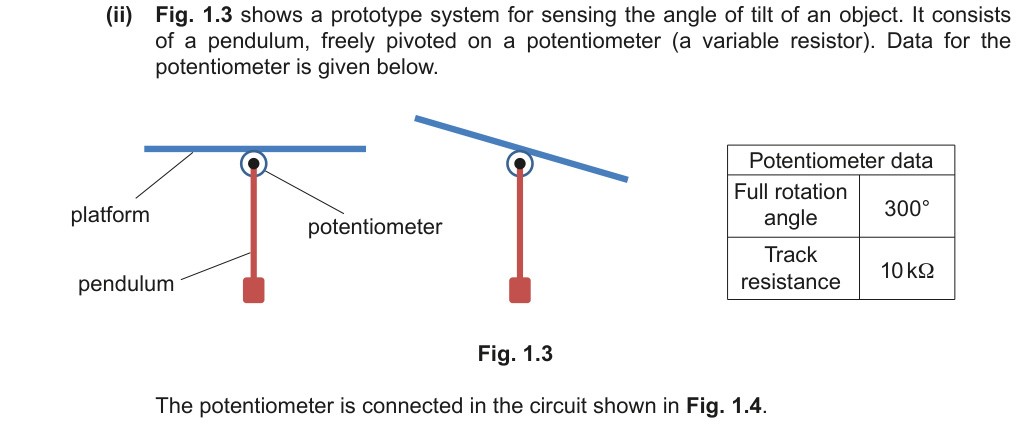 (ii) Fig. 1.3 shows a prototype system for sensing the angle of tilt of an object. It consists
of a pendulum, freely pivoted on a potentiometer (a variable resistor). Data for the
potentiometer is given below.
platform
potentiometer
pendulum
Potentiometer data
Full rotation
angle
300°
Track
resistance
10 kΩ
Fig. 1.3
The potentiometer is connected in the circuit shown in Fig. 1.4.